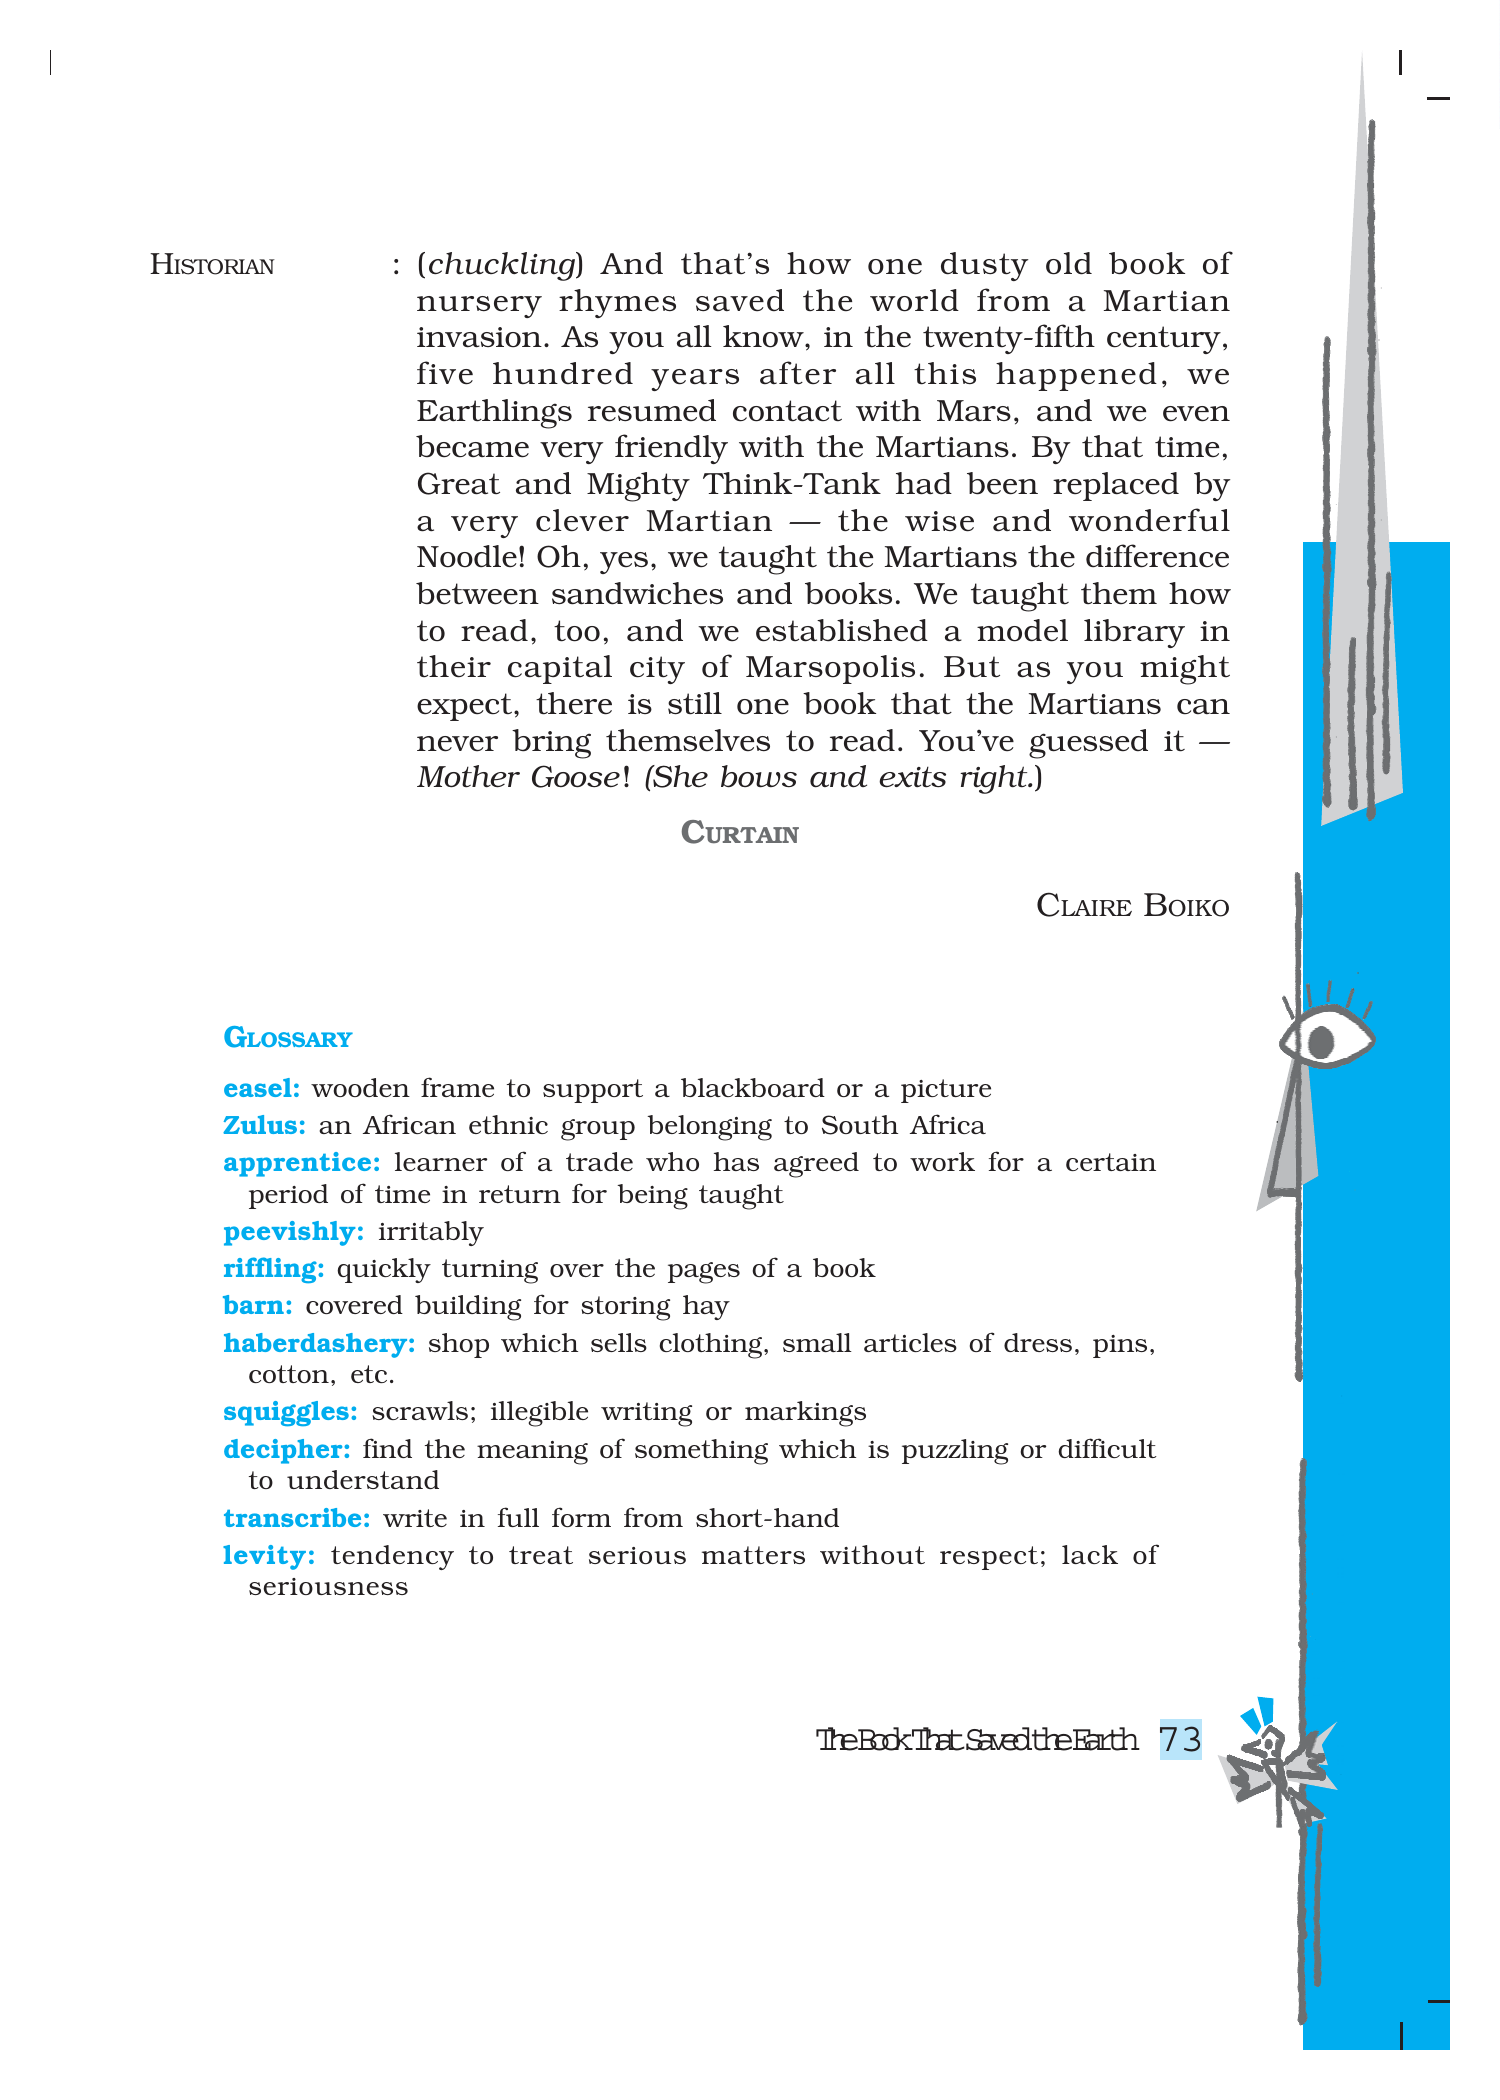 HISTORIAN : (chuckling) And that’s how one dusty old book of
nursery rhymes saved the world from a Martian
invasion. As you all know, in the twenty-fifth century,
five hundred years after all this happened, we
Earthlings resumed contact with Mars, and we even
became very friendly with the Martians. By that time,
Great and Mighty Think-Tank had been replaced by
a very clever Martian — the wise and wonderful
Noodle! Oh, yes, we taught the Martians the difference
between sandwiches and books. We taught them how
to read, too, and we established a model library in
their capital city of Marsopolis. But as you might
expect, there is still one book that the Martians can
never bring themselves to read. You’ve guessed it —
Mother Goose! (She bows and exits right.)
CURTAIN
CLAIRE BOIKO
GLOSSARY
easel: wooden frame to support a blackboard or a picture
Zulus: an African ethnic group belonging to South Africa
apprentice: learner of a trade who has agreed to work for a certain
period of time in return for being taught
peevishly: irritably
riffling: quickly turning over the pages of a book
barn: covered building for storing hay
haberdashery: shop which sells clothing, small articles of dress, pins,
cotton, etc.
squiggles: scrawls; illegible writing or markings
decipher: find the meaning of something which is puzzling or difficult
to understand
transcribe: write in full form from short-hand
levity: tendency to treat serious matters without respect; lack of
seriousness
The Book That Saved the Earth 73